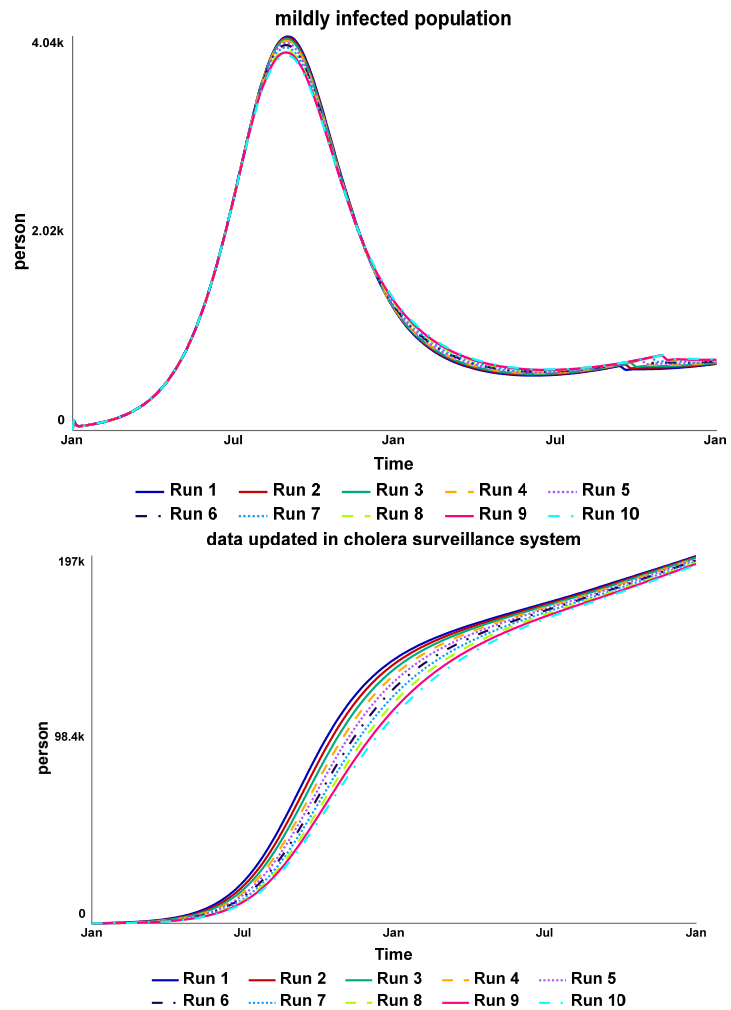 mildly infected population
4.04k
2.02k
0
person
Jan Jul Jan Jul Jan
Time
Run 1 Run 2 Run 3 Run 4 Run 5
Run 6 Run 7 Run 8 Run 9 Run 10
data updated in cholera surveillance system
197k
98.4k
0
person
Jan Jul Jan Jul Jan
Time
Run 1 Run 2 Run 3 Run 4 Run 5
Run 6 Run 7 Run 8 Run 9 Run 10